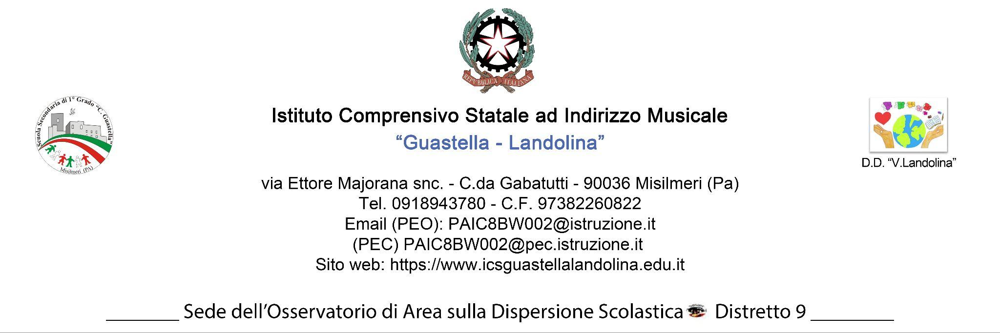 REPVBBLICA ITALIANA
Scuola Secondaria di 1° Grado “C. Guastella”
Misilmeri (PA)
Istituto Comprensivo Statale ad Indirizzo Musicale
“Guastella - Landolina”
D.D. “V.Landolina”
via Ettore Majorana snc. - C.da Gabatutti - 90036 Misilmeri (Pa)
Tel. 0918943780 - C.F. 97382260822
Email (PEO): PAIC8BW002@istruzione.it
(PEC) PAIC8BW002@pec.istruzione.it
Sito web: https://www.icsguastellalandolina.edu.it
_______ Sede dell’Osservatorio di Area sulla Dispersione Scolastica Distretto 9 ________